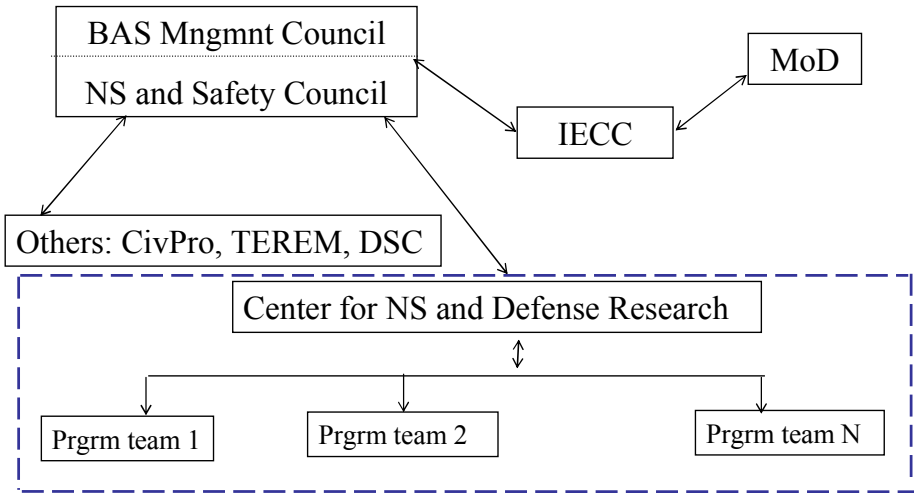 BAS Mngmnt Council
NS and Safety Council
MoD
IECC
Others: CivPro, TEREM, DSC
Center for NS and Defense Research
Prgrm team 1
Prgrm team 2
Prgrm team N